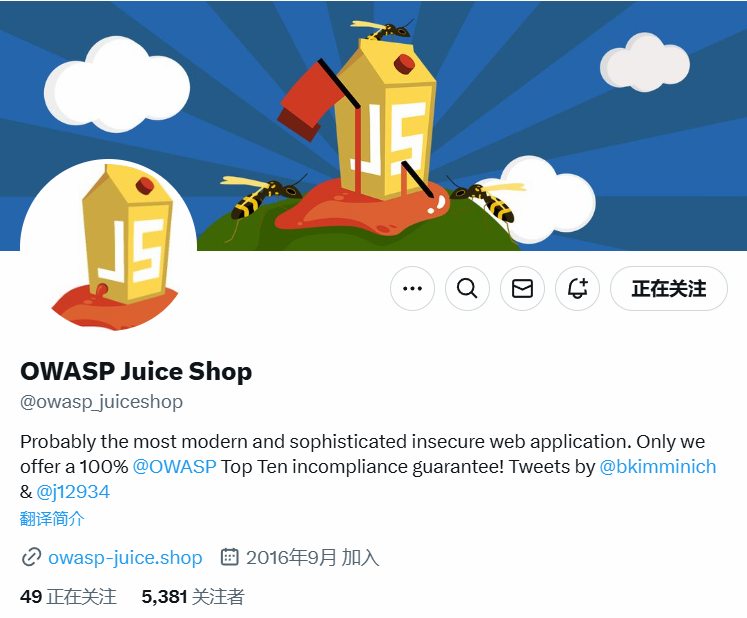 JS
JS
正在关注
OWASP Juice Shop
@owasp_juiceshop
Probably the most modern and sophisticated insecure web application. Only we
offer a 100% @OWASP Top Ten incompliance guarantee! Tweets by @bkimminich
& @j12934
翻译简介
owasp-juice.shop 2016年9月 加入
49 正在关注 5,381 关注者